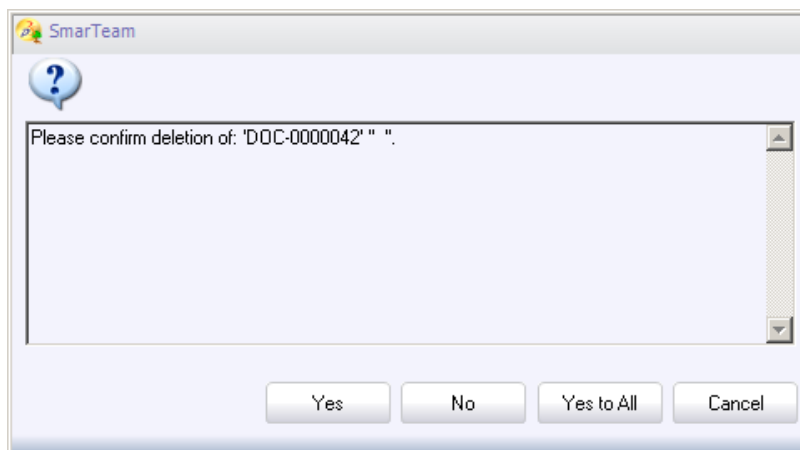 SmarTeam
Please confirm deletion of: 'DOC-0000042' " ".
Yes No Yes to All Cancel